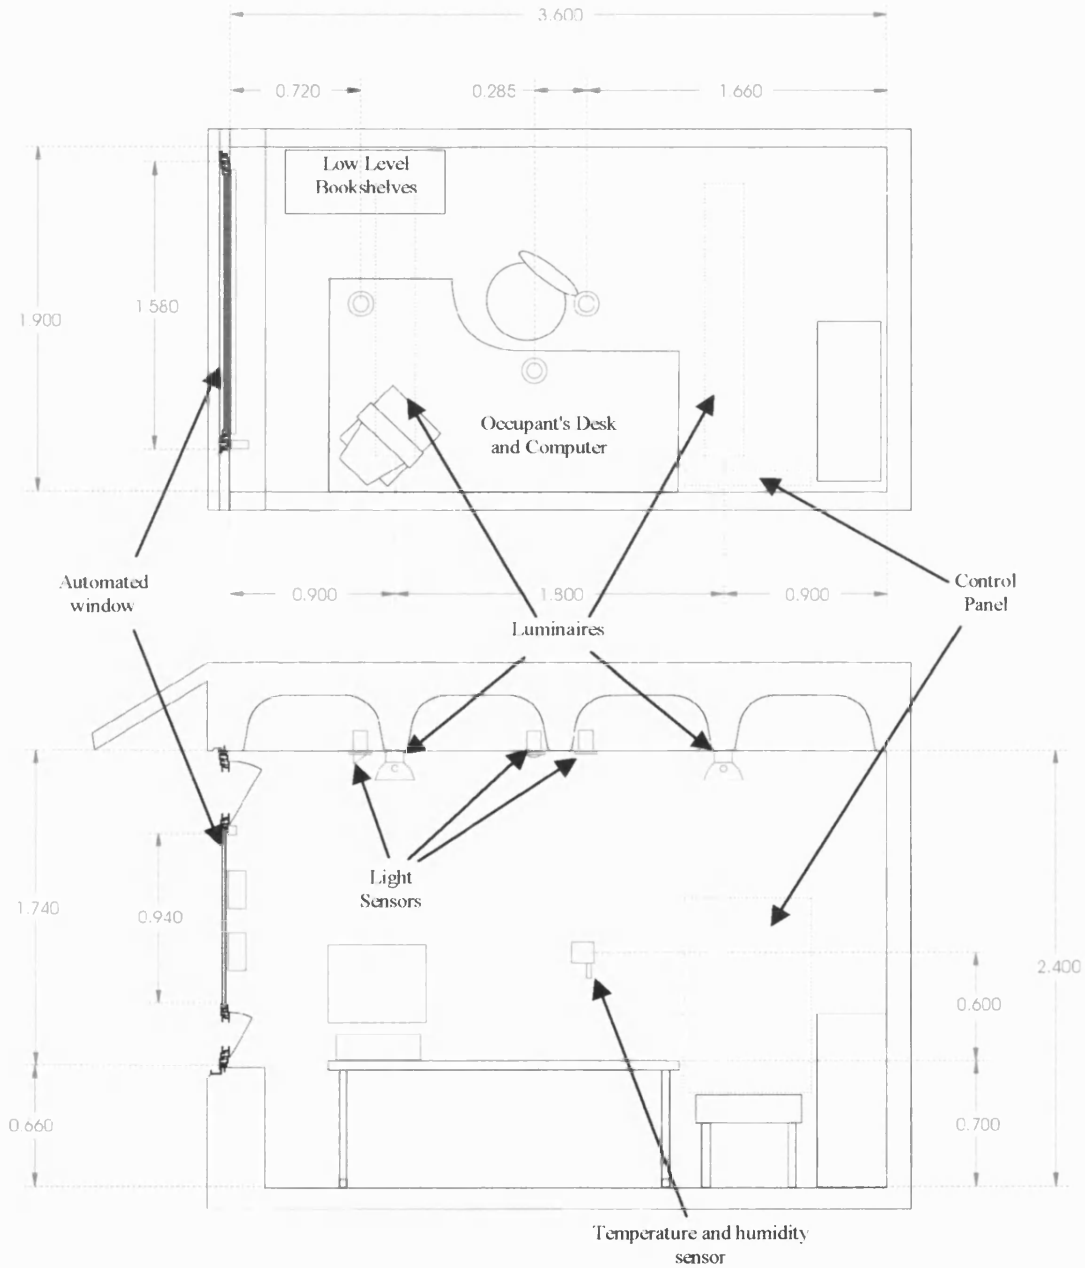 3.600
0.720
0.285
1.660
Low Level
Bookshelves
1.900
1.580
Occupant's Desk
and Computer
Automated
window
0.900
1.800
0.900
Control
Panel
Luminaires
Light
Sensors
1.740
0.940
2.400
0.600
0.660
0.700
Temperature and humidity
sensor